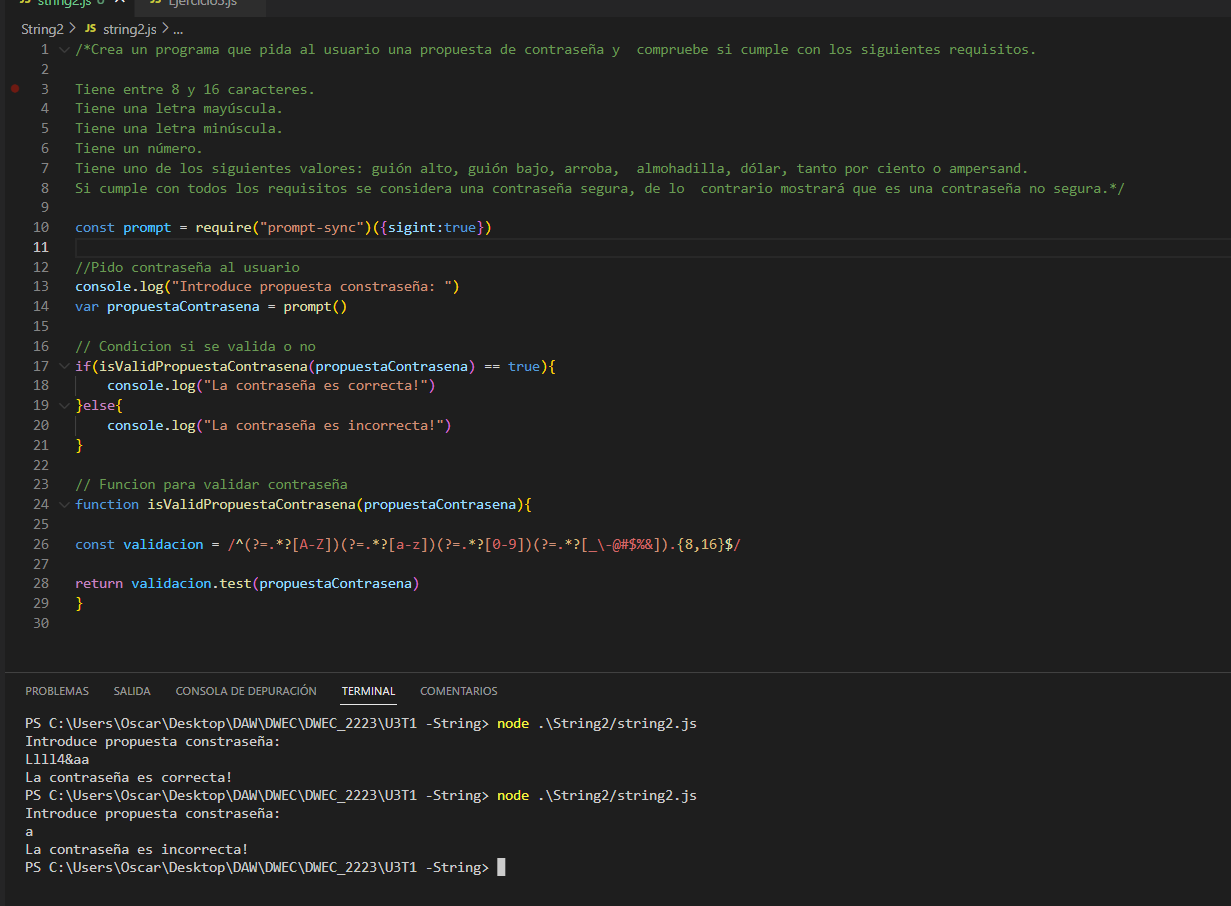 JS string2.js 6 JS Ejercicio5.js
String2 > JS string2.js > ...
1 /*Crea un programa que pida al usuario una propuesta de contraseña y  compruebe si cumple con los siguientes requisitos.
2
3 Tiene entre 8 y 16 caracteres.
4 Tiene una letra mayúscula.
5 Tiene una letra minúscula.
6 Tiene un número.
7 Tiene uno de los siguientes valores: guión alto, guión bajo, arroba,  almohadilla, dólar, tanto por ciento o ampersand.
8 Si cumple con todos los requisitos se considera una contraseña segura, de lo  contrario mostrará que es una contraseña no segura.*/
9
10 const prompt = require("prompt-sync")({sigint:true})
11
12 //Pido contraseña al usuario
13 console.log("Introduce propuesta constraseña: ")
14 var propuestaContrasena = prompt()
15
16 // Condicion si se valida o no
17 if(isValidPropuestaContrasena(propuestaContrasena) == true){
18     console.log("La contraseña es correcta!")
19 }else{
20     console.log("La contraseña es incorrecta!")
21 }
22
23 // Funcion para validar contraseña
24 function isValidPropuestaContrasena(propuestaContrasena){
25
26 const validacion = /^(?=.*?[A-Z])(?=.*?[a-z])(?=.*?[0-9])(?=.*?[_\-@#$%&]).{8,16}$/
27
28 return validacion.test(propuestaContrasena)
29 }
30
PROBLEMAS SALIDA CONSOLA DE DEPURACIÓN TERMINAL COMENTARIOS
PS C:\Users\Oscar\Desktop\DAW\DWEC\DWEC_2223\U3T1 -String> node .\String2/string2.js
Introduce propuesta constraseña:
Llll4&aa
La contraseña es correcta!
PS C:\Users\Oscar\Desktop\DAW\DWEC\DWEC_2223\U3T1 -String> node .\String2/string2.js
Introduce propuesta constraseña:
a
La contraseña es incorrecta!
PS C:\Users\Oscar\Desktop\DAW\DWEC\DWEC_2223\U3T1 -String>